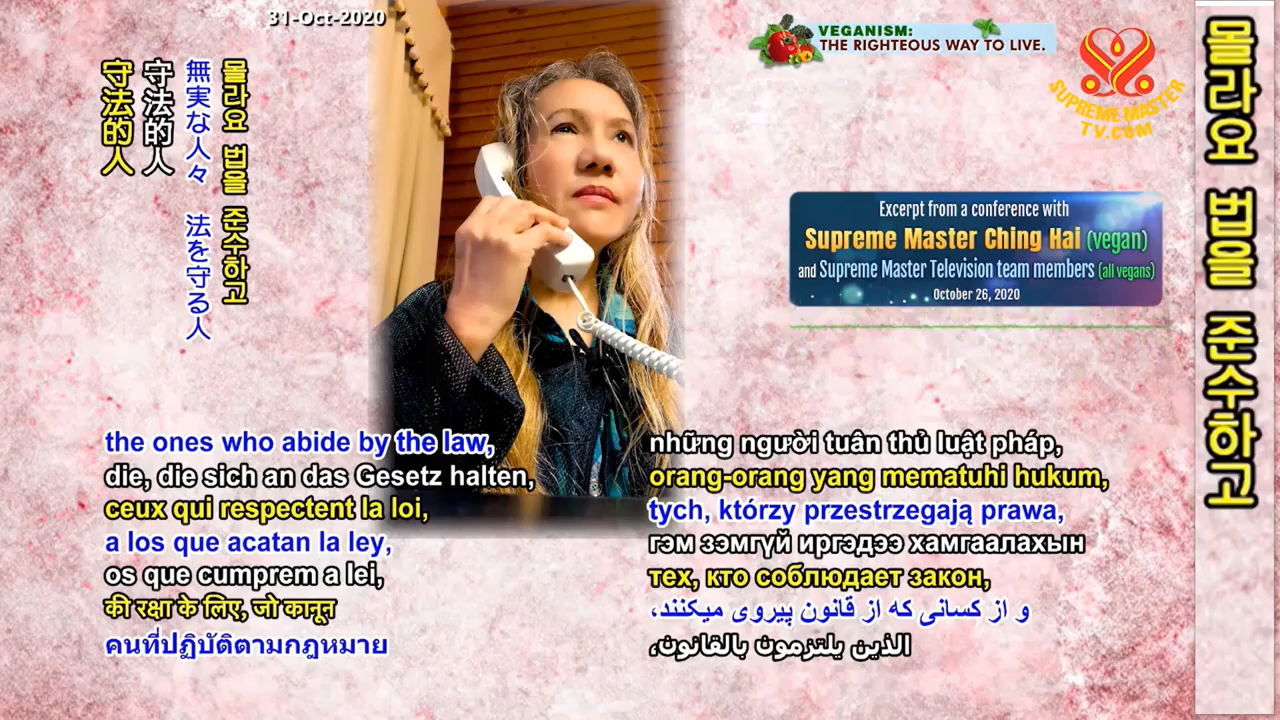 31-Oct-2020
VEGANISM:
THE RIGHTEOUS WAY TO LIVE.
SUPREME MASTER
TV.COM
Excerpt from a conference with
Supreme Master Ching Hai (vegan)
and Supreme Master Television team members (all vegans)
October 26, 2020
몰라요 법을 준수하고
몰라요 법을 준수하고
無実な人々 法を守る人
守法的人
守法的人
the ones who abide by the law,
die, die sich an das Gesetz halten,
ceux qui respectent la loi,
a los que acatan la ley,
os que cumprem a lei,
की रक्षा के लिए, जो कानून
คนที่ปฏิบัติตามกฎหมาย
những người tuân thủ luật pháp,
orang-orang yang mematuhi hukum,
tych, którzy przestrzegają prawa,
гэм зэмгүй иргэдээ хамгаалахын
тех, кто соблюдает закон,
و از کسانی که از قانون پیروی میکنند،
الذين يلتزمون بالقانون،